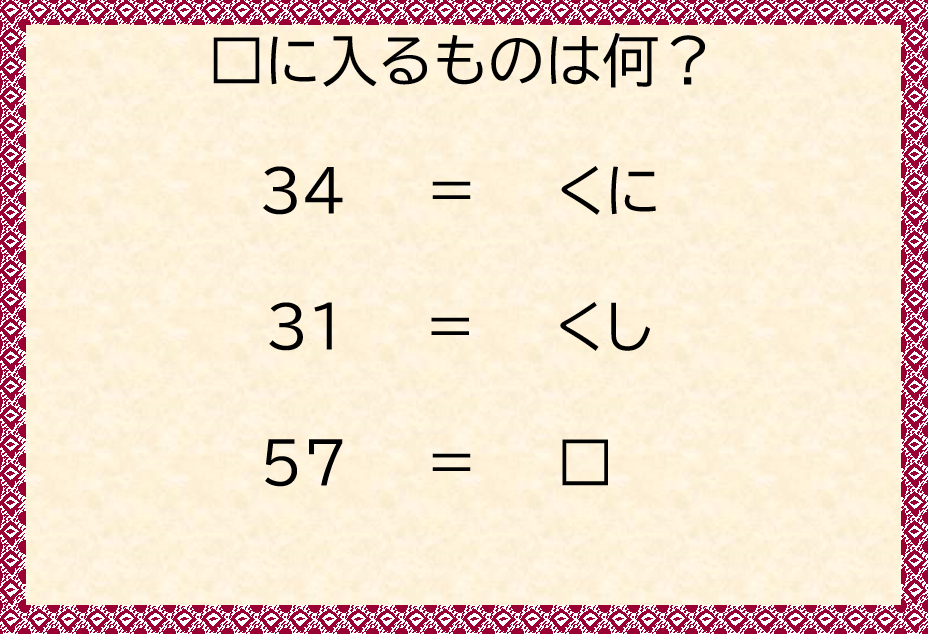 □に入るものは何？
34 = くに
31 = くし
57 = □